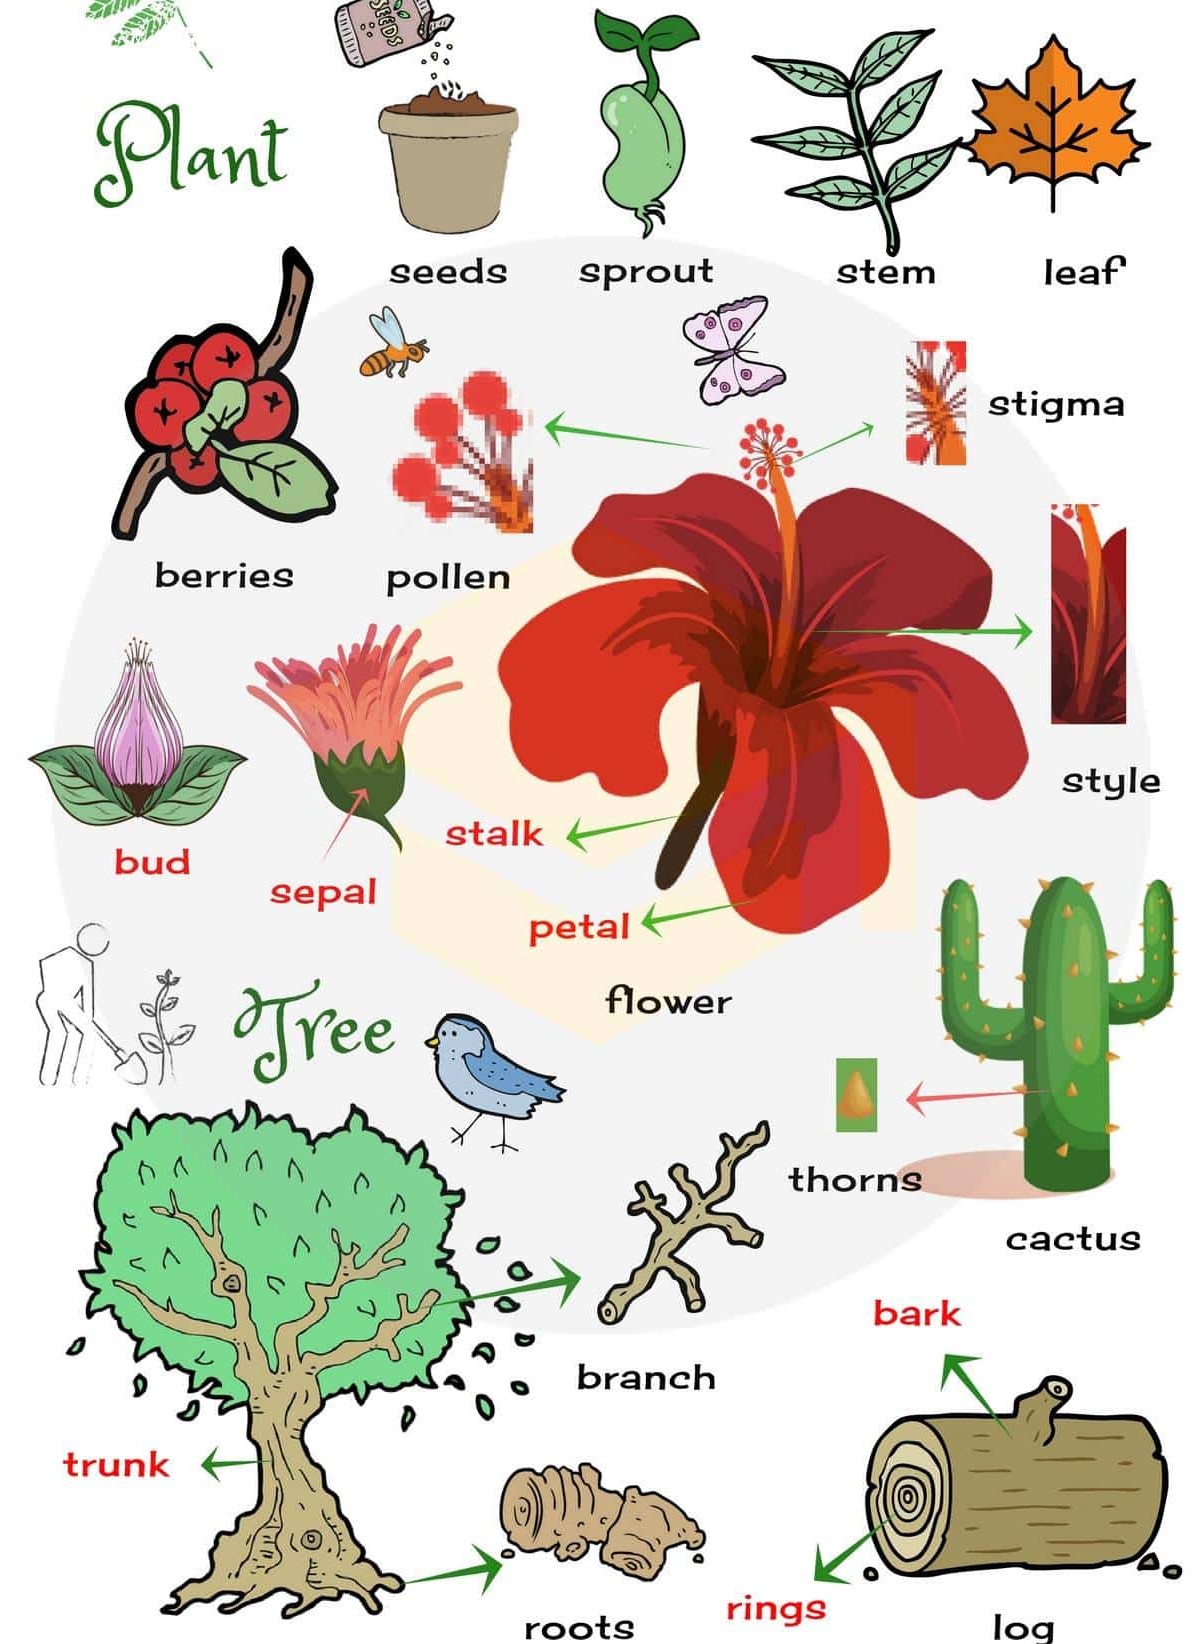 SEEDS
Plant
seeds
sprout
stem
leaf
stigma
berries
pollen
style
bud
sepal
stalk
petal
flower
Tree
thorns
cactus
bark
branch
trunk
rings
roots
log